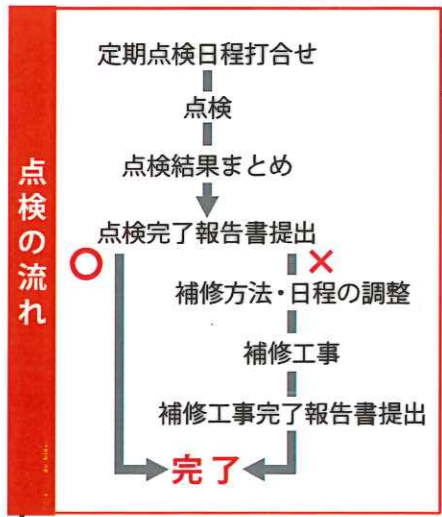 点検の流れ
定期点検日程打合せ
点検
点検結果まとめ
点検完了報告書提出
○
×
補修方法・日程の調整
補修工事
補修工事完了報告書提出
完了